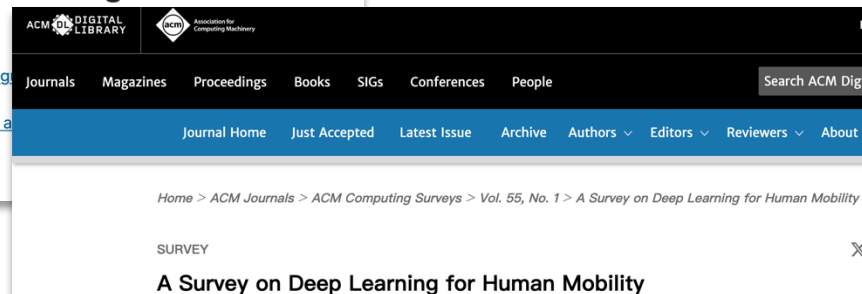 ACM DL DIGITAL LIBRARY
acm Association for Computing Machinery
Journals Magazines Proceedings Books SIGs Conferences People Search ACM Dig
Journal Home Just Accepted Latest Issue Archive Authors Editors Reviewers About
Home > ACM Journals > ACM Computing Surveys > Vol. 55, No. 1 > A Survey on Deep Learning for Human Mobility
SURVEY
A Survey on Deep Learning for Human Mobility